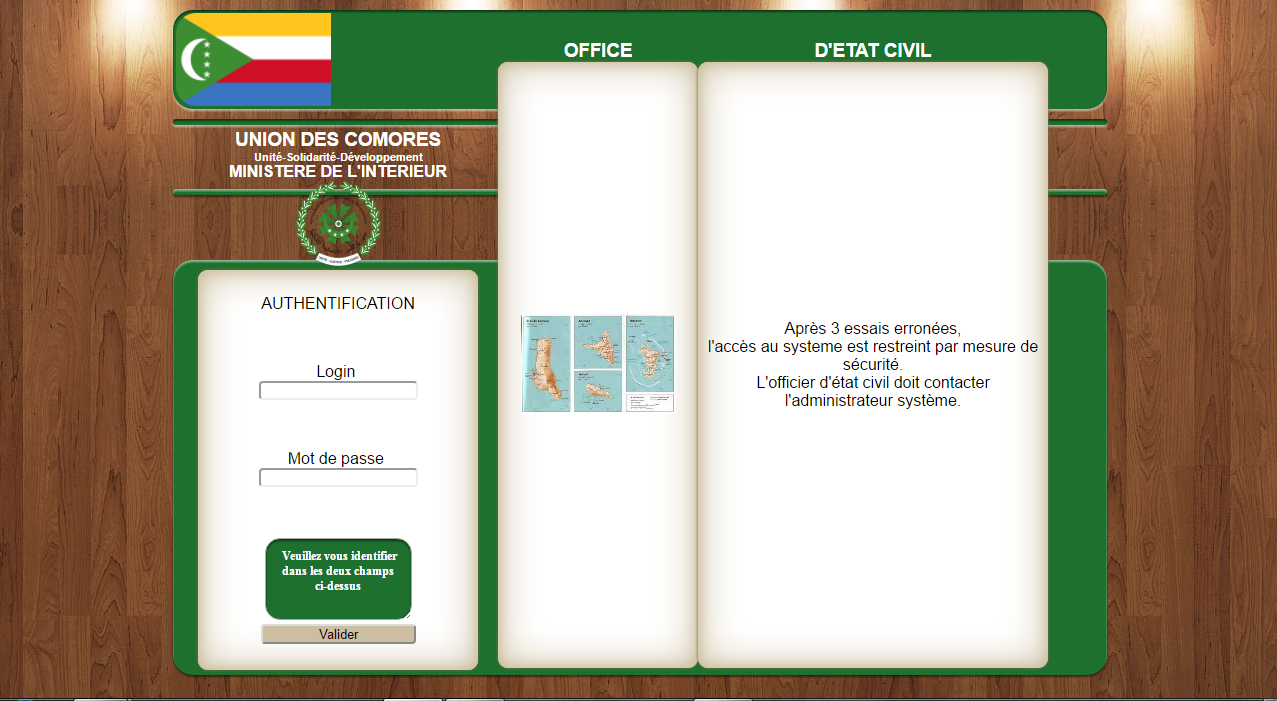 OFFICE
D'ETAT CIVIL
UNION DES COMORES
Unité-Solidarité-Développement
MINISTERE DE L'INTERIEUR
AUTHENTIFICATION
Login
Mot de passe
Veuillez vous identifier
dans les deux champs
ci-dessus
Valider
Après 3 essais erronées,
l'accès au systeme est restreint par mesure de
sécurité.
L'officier d'état civil doit contacter
l'administrateur système.